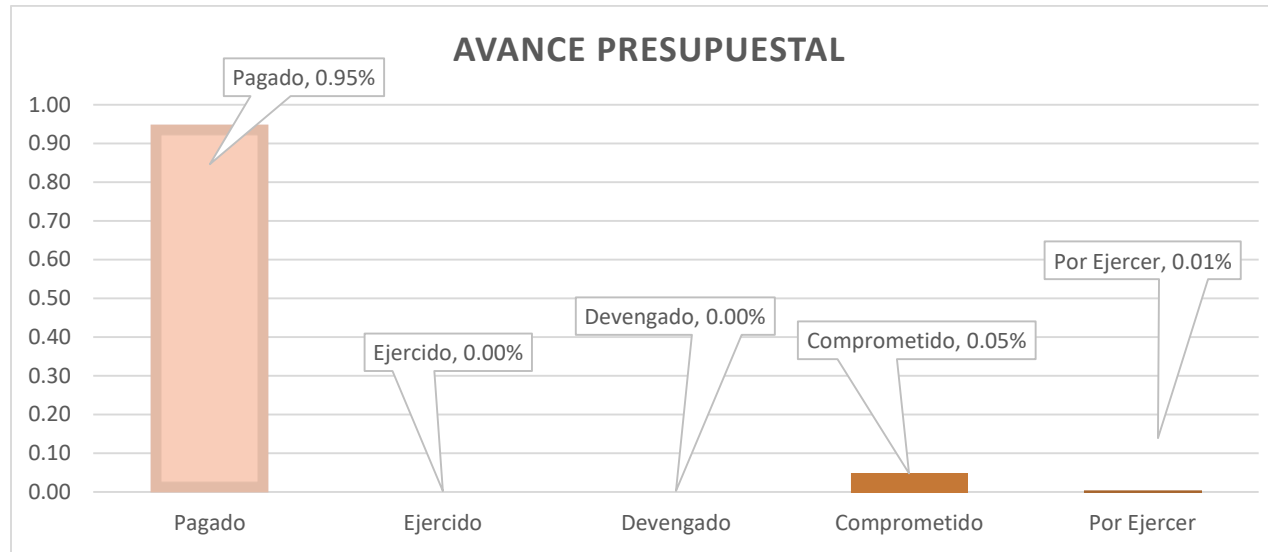 AVANCE PRESUPUESTAL
Pagado, 0.95%
Ejercido, 0.00%
Devengado, 0.00%
Comprometido, 0.05%
Por Ejercer, 0.01%
1.00
0.90
0.80
0.70
0.60
0.50
0.40
0.30
0.20
0.10
0.00
Pagado
Ejercido
Devengado
Comprometido
Por Ejercer